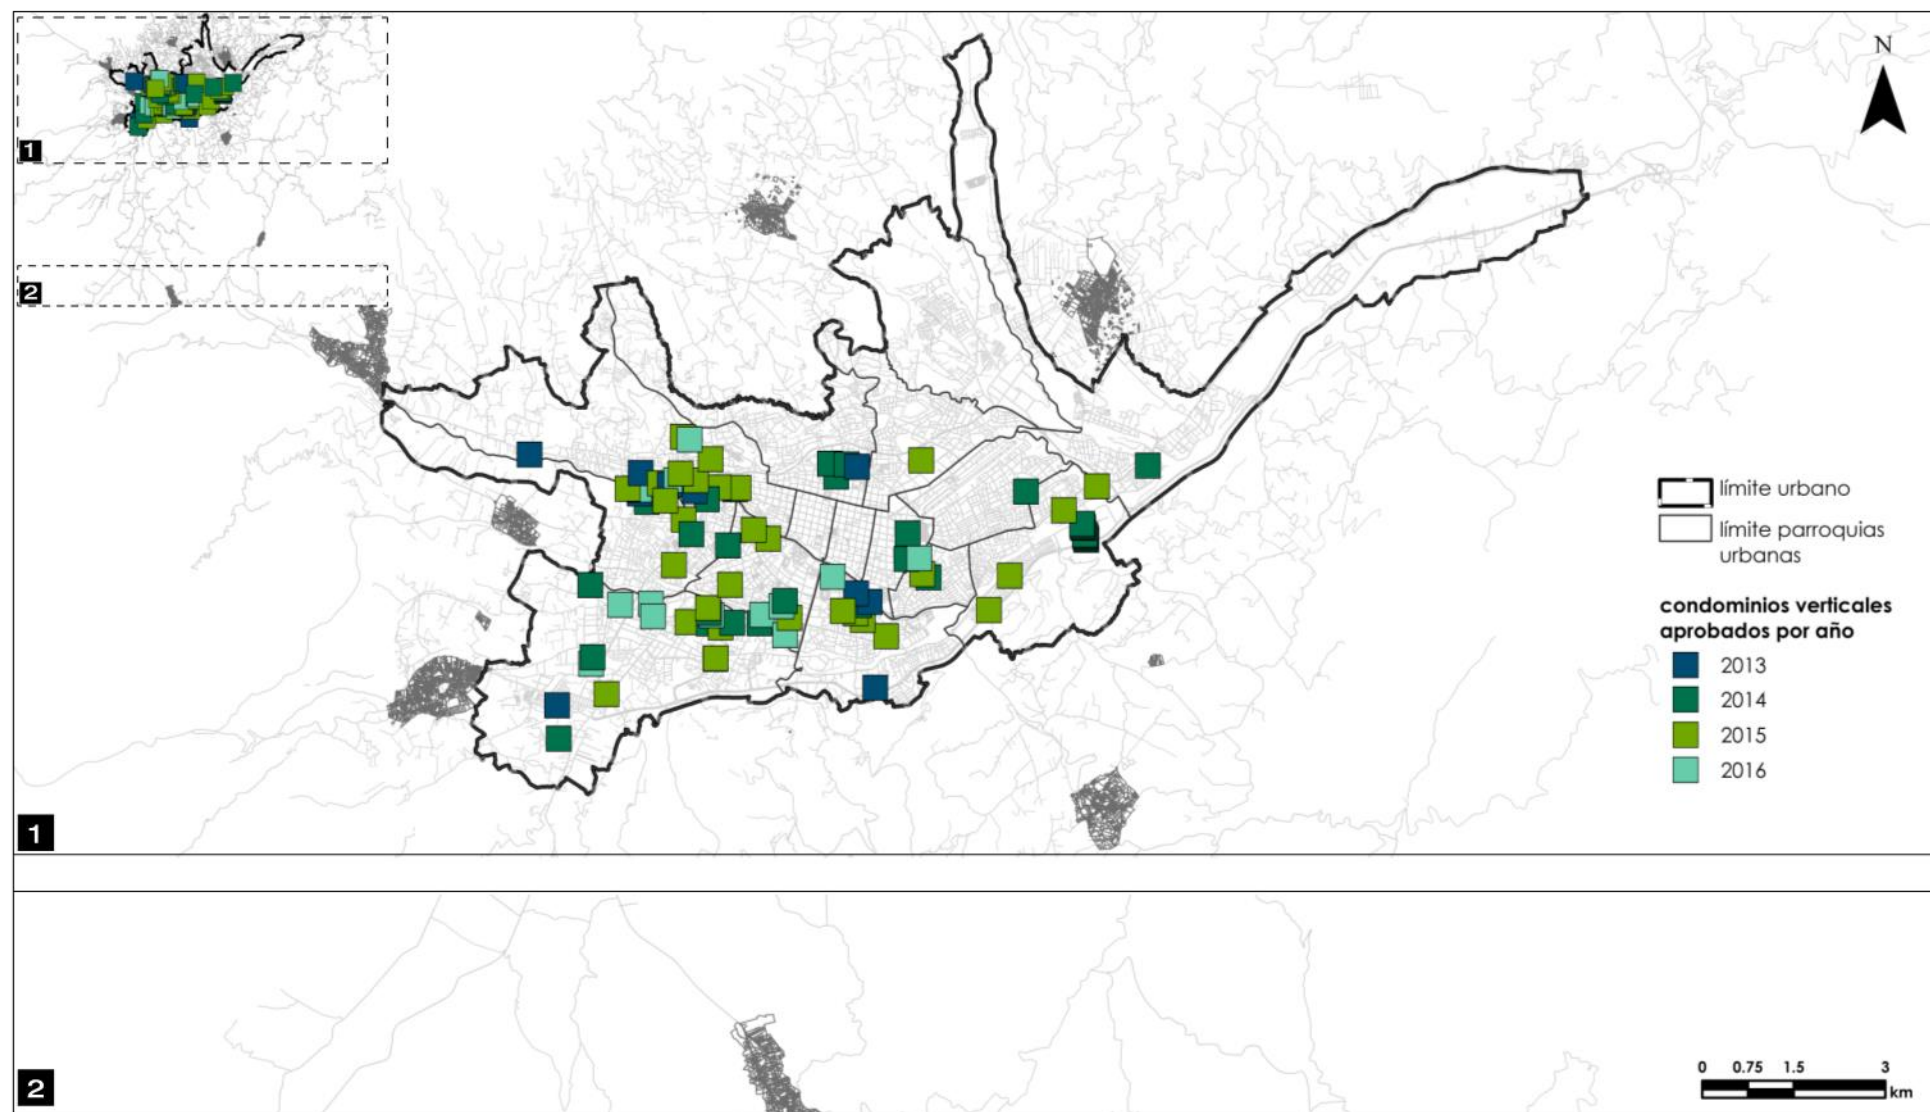 1
2
N
límite urbano
límite parroquias
urbanas
condominios verticales
aprobados por año
2013
2014
2015
2016
1
2
0 0.75 1.5 3
km